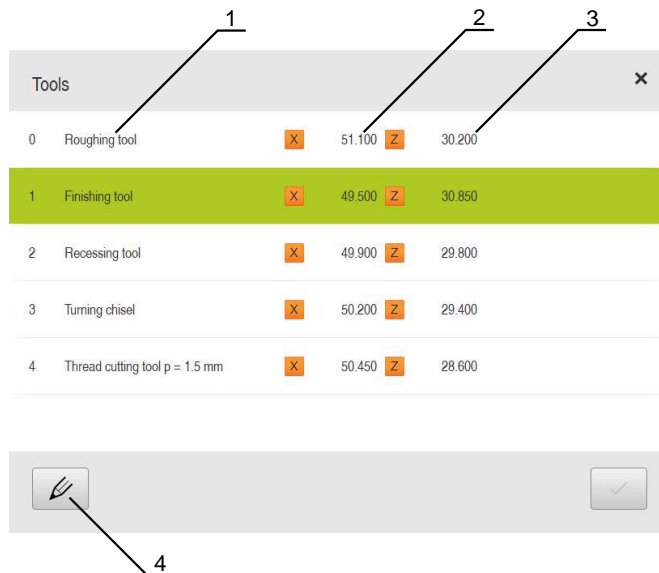 1 2 3
Tools ×
0 Roughing tool X 51.100 Z 30.200
1 Finishing tool X 49.500 Z 30.850
2 Recessing tool X 49.900 Z 29.800
3 Turning chisel X 50.200 Z 29.400
4 Thread cutting tool p = 1.5 mm X 50.450 Z 28.600
4